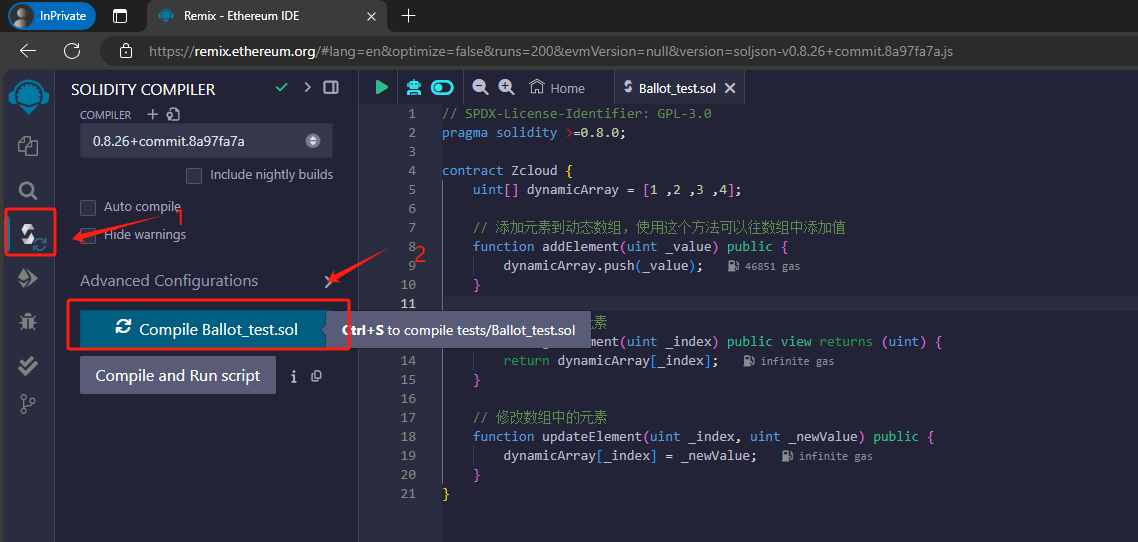 InPrivate
Remix - Ethereum IDE
https://remix.ethereum.org/#lang=en&optimize=false&runs=200&evmVersion=null&version=soljson-v0.8.26+commit.8a97fa7a.js
SOLIDITY COMPILER
COMPILER
0.8.26+commit.8a97fa7a
Include nightly builds
Auto compile
1
Hide warnings
2
Advanced Configurations
Compile Ballot_test.sol
Ctrl+S to compile tests/Ballot_test.sol
Compile and Run script
Home
Ballot_test.sol
1 // SPDX-License-Identifier: GPL-3.0
2 pragma solidity >=0.8.0;
3
4 contract Zcloud {
5 uint[] dynamicArray = [1 ,2 ,3 ,4];
6
7 // 添加元素到动态数组，使用这个方法可以往数组中添加值
8 function addElement(uint _value) public {
9 dynamicArray.push(_value); 46851 gas
10 }
11
元素
ment(uint _index) public view returns (uint) {
14 return dynamicArray[_index]; infinite gas
15 }
16
17 // 修改数组中的元素
18 function updateElement(uint _index, uint _newValue) public {
19 dynamicArray[_index] = _newValue; infinite gas
20 }
21 }